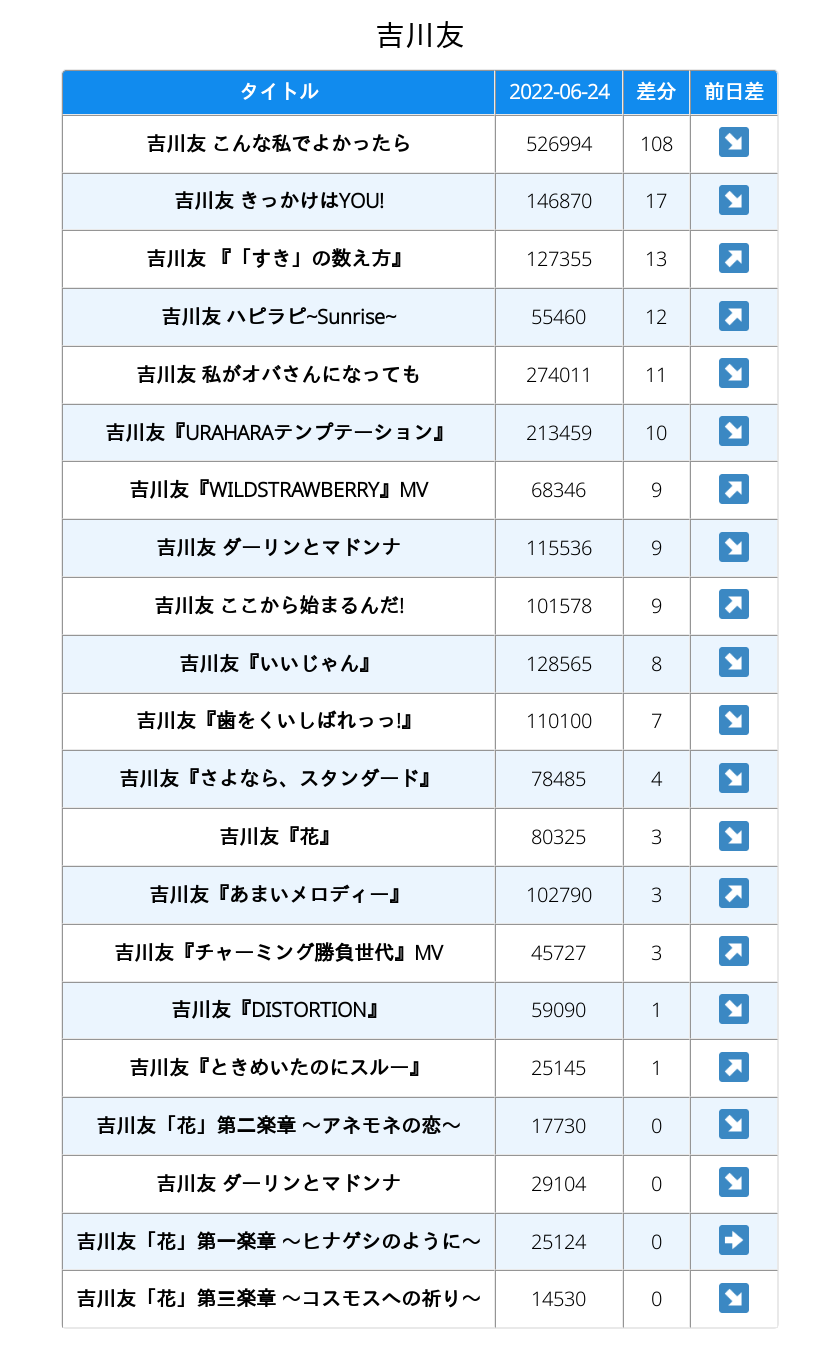 吉川友
タイトル 2022-06-24 差分 前日差
吉川友 こんな私でよかったら 526994 108 ↘
吉川友 きっかけはYOU! 146870 17 ↘
吉川友 『「すき」の数え方』 127355 13 ↗
吉川友 ハピラピ~Sunrise~ 55460 12 ↗
吉川友 私がオバさんになっても 274011 11 ↘
吉川友『URAHARAテンプテーション』 213459 10 ↘
吉川友『WILDSTRAWBERRY』MV 68346 9 ↗
吉川友 ダーリンとマドンナ 115536 9 ↘
吉川友 ここから始まるんだ! 101578 9 ↗
吉川友『いいじゃん』 128565 8 ↘
吉川友『歯をくいしばれっっ!』 110100 7 ↘
吉川友『さよなら、スタンダード』 78485 4 ↘
吉川友『花』 80325 3 ↘
吉川友『あまいメロディー』 102790 3 ↗
吉川友『チャーミング勝負世代』MV 45727 3 ↗
吉川友『DISTORTION』 59090 1 ↘
吉川友『ときめいたのにスルー』 25145 1 ↗
吉川友「花」第二楽章 〜アネモネの恋〜 17730 0 ↘
吉川友 ダーリンとマドンナ 29104 0 ↘
吉川友「花」第一楽章 〜ヒナゲシのように〜 25124 0 →
吉川友「花」第三楽章 〜コスモスへの祈り〜 14530 0 ↘